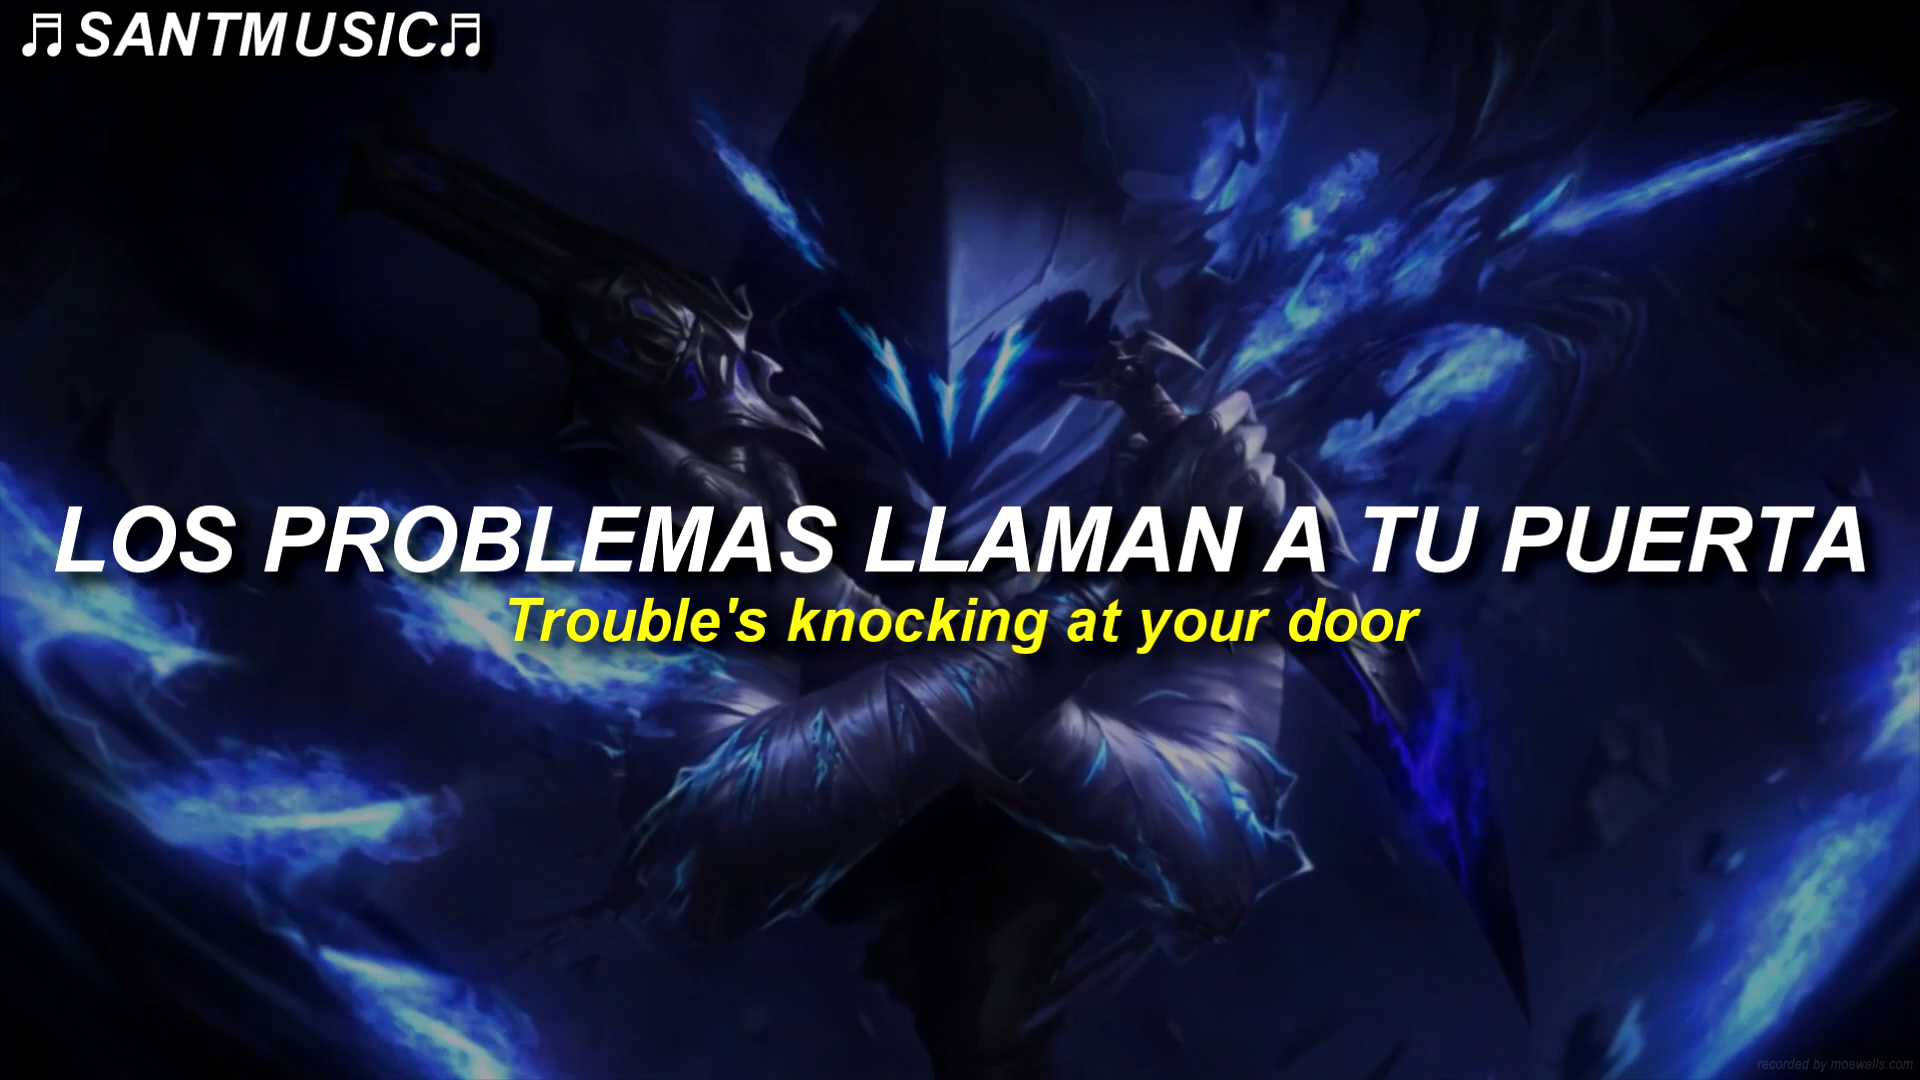 ♬SANTMUSIC♬
LOS PROBLEMAS LLAMAN A TU PUERTA
Trouble's knocking at your door
recorded by moewalls.com